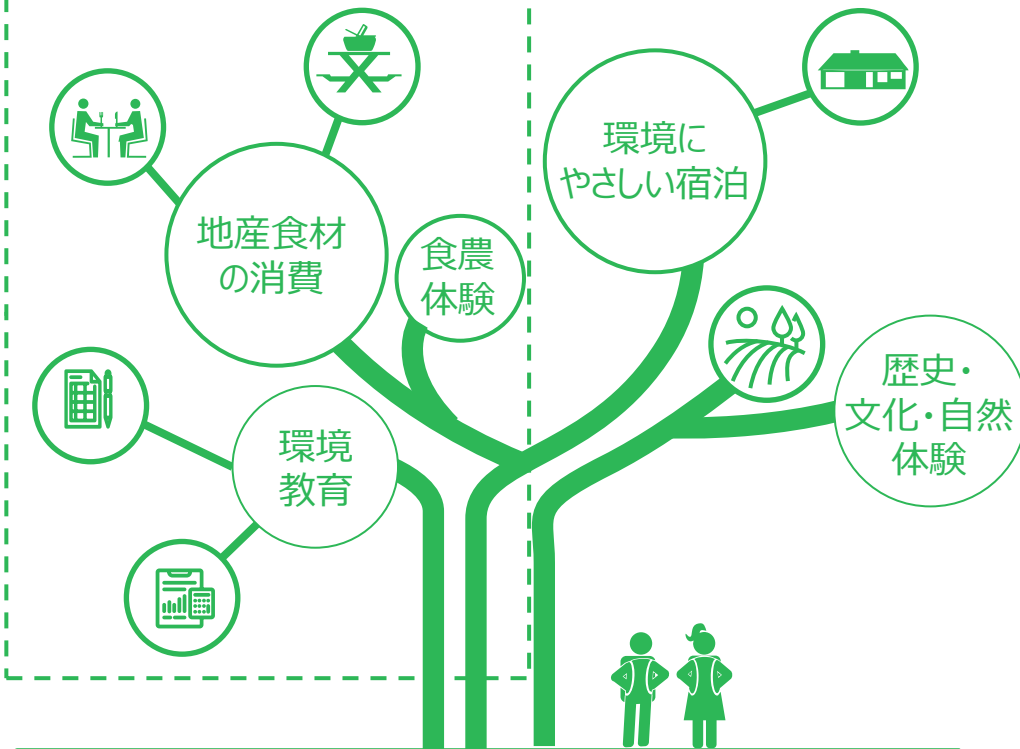 地産食材
の消費
食農
体験
環境
教育
環境に
やさしい宿泊
歴史・
文化・自然
体験